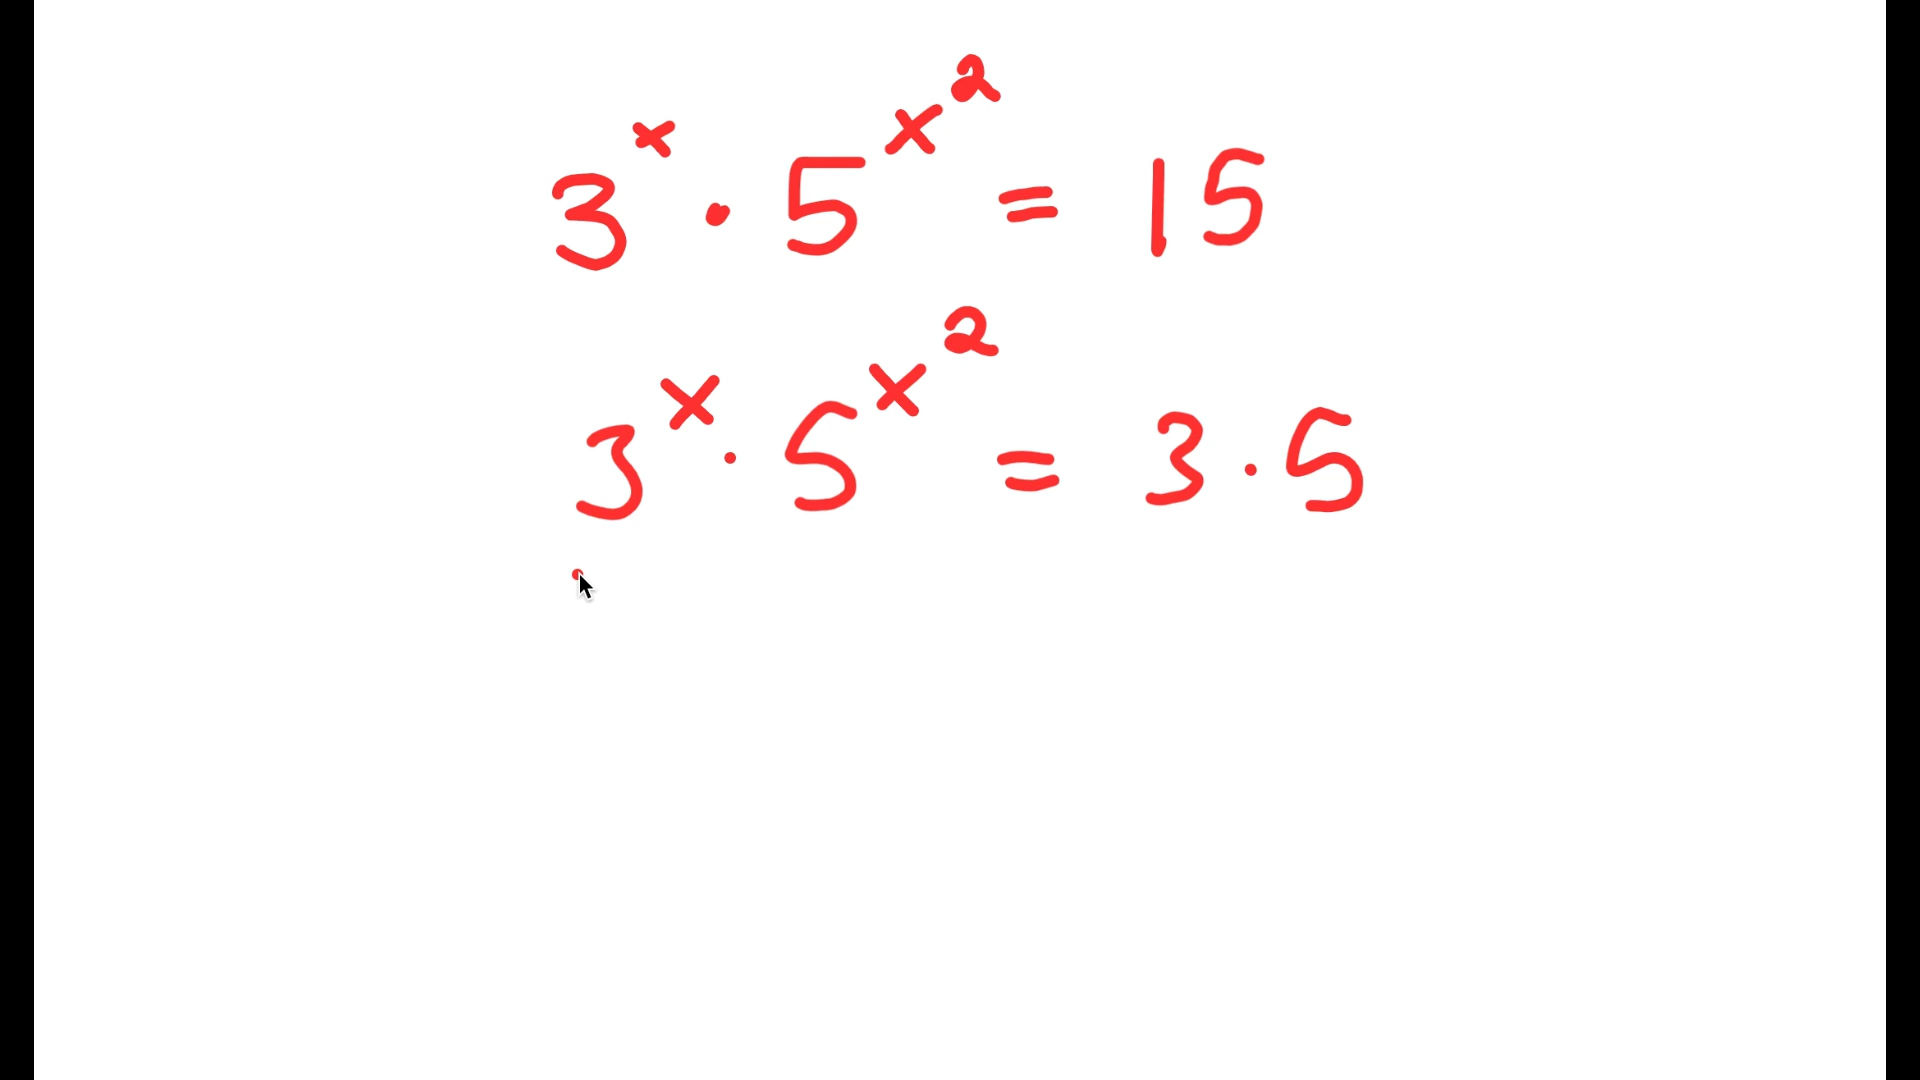 3^x · 5^x^2 = 15
3^x · 5^x^2 = 3 · 5